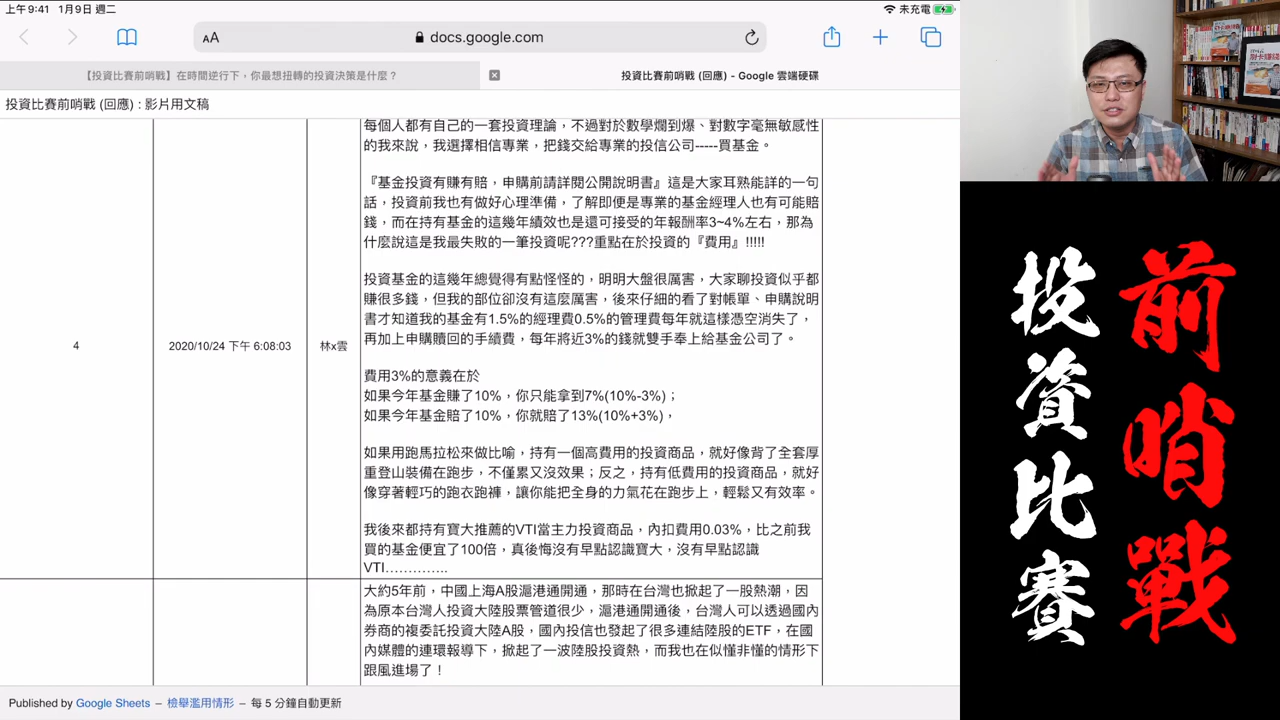 上午9:41 1月9日 週二
未充電
AA
docs.google.com
【投資比賽前哨戰】在時間逆行下，你最想扭轉的投資決策是什麼？
投資比賽前哨戰 (回應) - Google 雲端硬碟
投資比賽前哨戰 (回應) : 影片用文稿
每個人都有自己的一套投資理論，不過對於數學爛到爆、對數字毫無敏感性
的我來說，我選擇相信專業，把錢交給專業的投信公司-----買基金。
『基金投資有賺有賠，申購前請詳閱公開說明書』這是大家耳熟能詳的一句
話，投資前我也有做好心理準備，了解即便是專業的基金經理人也有可能賠
錢，而在持有基金的這幾年績效也是還可接受的年報酬率3~4%左右，那為
什麼說這是我最失敗的一筆投資呢???重點在於投資的『費用』!!!!!
投資基金的這幾年總覺得有點怪怪的，明明大盤很厲害，大家聊投資似乎都
賺很多錢，但我的部位卻沒有這麼厲害，後來仔細的看了對帳單、申購說明
書才知道我的基金有1.5%的經理費0.5%的管理費每年就這樣憑空消失了，
再加上申購贖回的手續費，每年將近3%的錢就雙手奉上給基金公司了。
4
2020/10/24 下午 6:08:03
林x雲
費用3%的意義在於
如果今年基金賺了10%，你只能拿到7%(10%-3%)；
如果今年基金賠了10%，你就賠了13%(10%+3%)，
如果用跑馬拉松來做比喻，持有一個高費用的投資商品，就好像背了全套厚
重登山裝備在跑步，不僅累又沒效果；反之，持有低費用的投資商品，就好
像穿著輕巧的跑衣跑褲，讓你能把全身的力氣花在跑步上，輕鬆又有效率。
我後來都持有寶大推薦的VTI當主力投資商品，內扣費用0.03%，比之前我
買的基金便宜了100倍，真後悔沒有早點認識寶大，沒有早點認識
VTI…………..
大約5年前，中國上海A股滬港通開通，那時在台灣也掀起了一股熱潮，因
為原本台灣人投資大陸股票管道很少，滬港通開通後，台灣人可以透過國內
券商的複委託投資大陸A股，國內投信也發起了很多連結陸股的ETF，在國
內媒體的連環報導下，掀起了一波陸股投資熱，而我也在似懂非懂的情形下
跟風進場了！
Published by Google Sheets – 檢舉濫用情形 – 每 5 分鐘自動更新
前哨戰
投資比賽